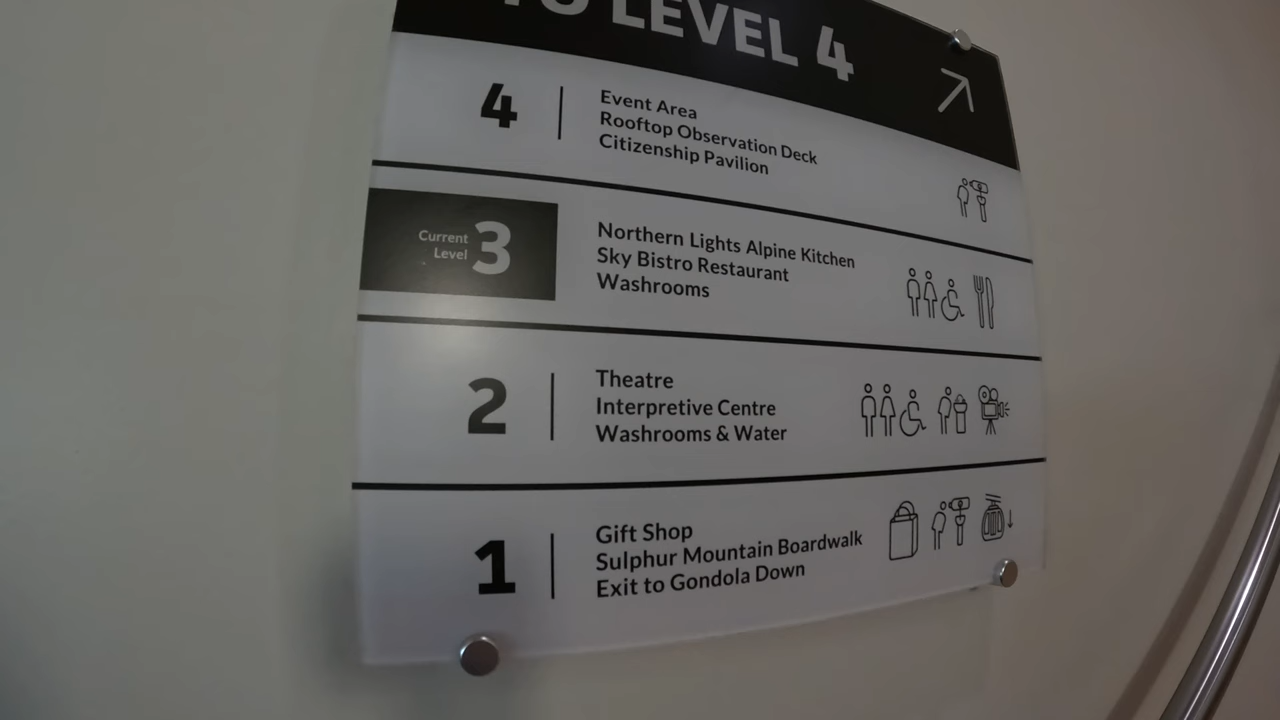 TO LEVEL 4
4
Event Area
Rooftop Observation Deck
Citizenship Pavilion
Current
Level
3
Northern Lights Alpine Kitchen
Sky Bistro Restaurant
Washrooms
2
Theatre
Interpretive Centre
Washrooms & Water
1
Gift Shop
Sulphur Mountain Boardwalk
Exit to Gondola Down